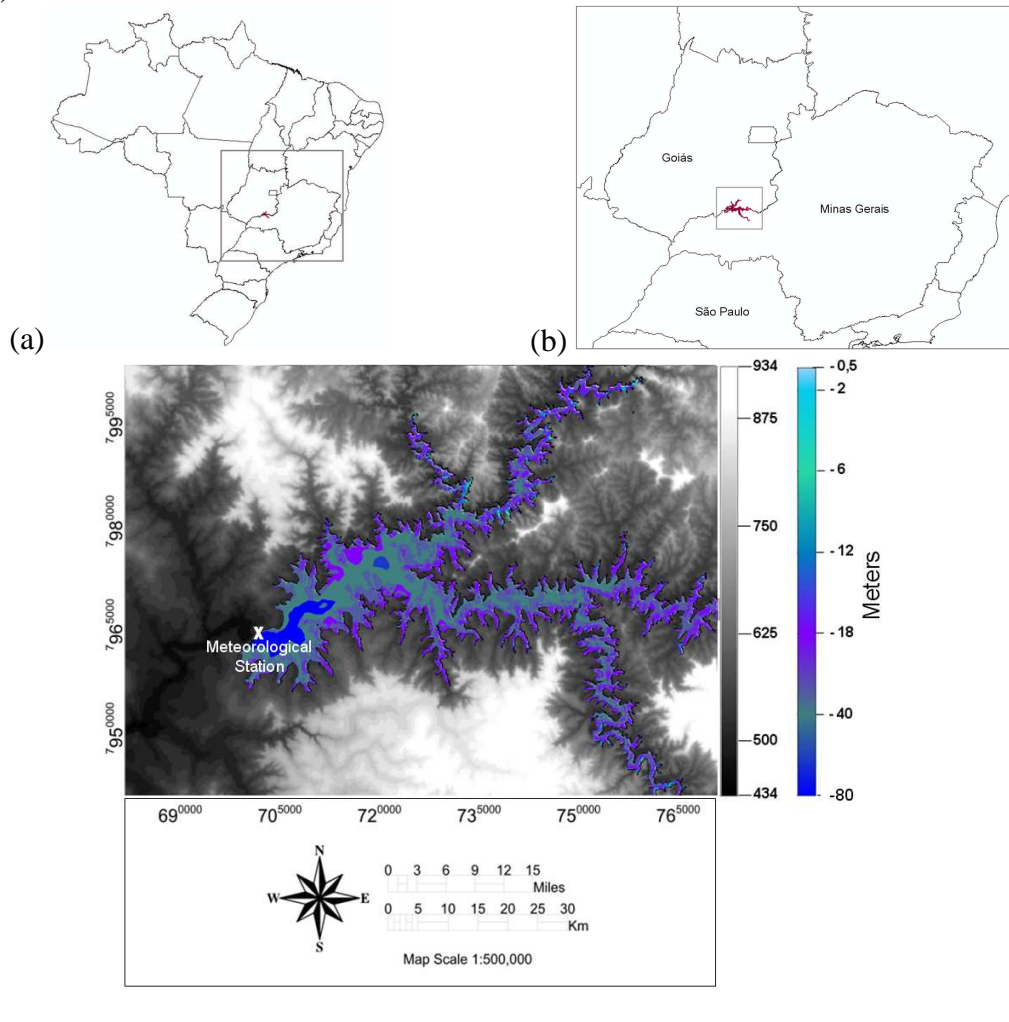 (a)
(b)
Goiás
Minas Gerais
São Paulo
799⁵⁰⁰⁰
798⁰⁰⁰⁰
796⁵⁰⁰⁰
795⁰⁰⁰⁰
X
Meteorological
Station
934
875
750
625
500
434
- 0,5
- 2
- 6
- 12
- 18
- 40
-80
Meters
69⁰⁰⁰⁰ 70⁵⁰⁰⁰ 72⁰⁰⁰⁰ 73⁵⁰⁰⁰ 75⁰⁰⁰⁰ 76⁵⁰⁰⁰
N
W E
S
0 3 6 9 12 15
Miles
0 5 10 15 20 25 30
Km
Map Scale 1:500,000